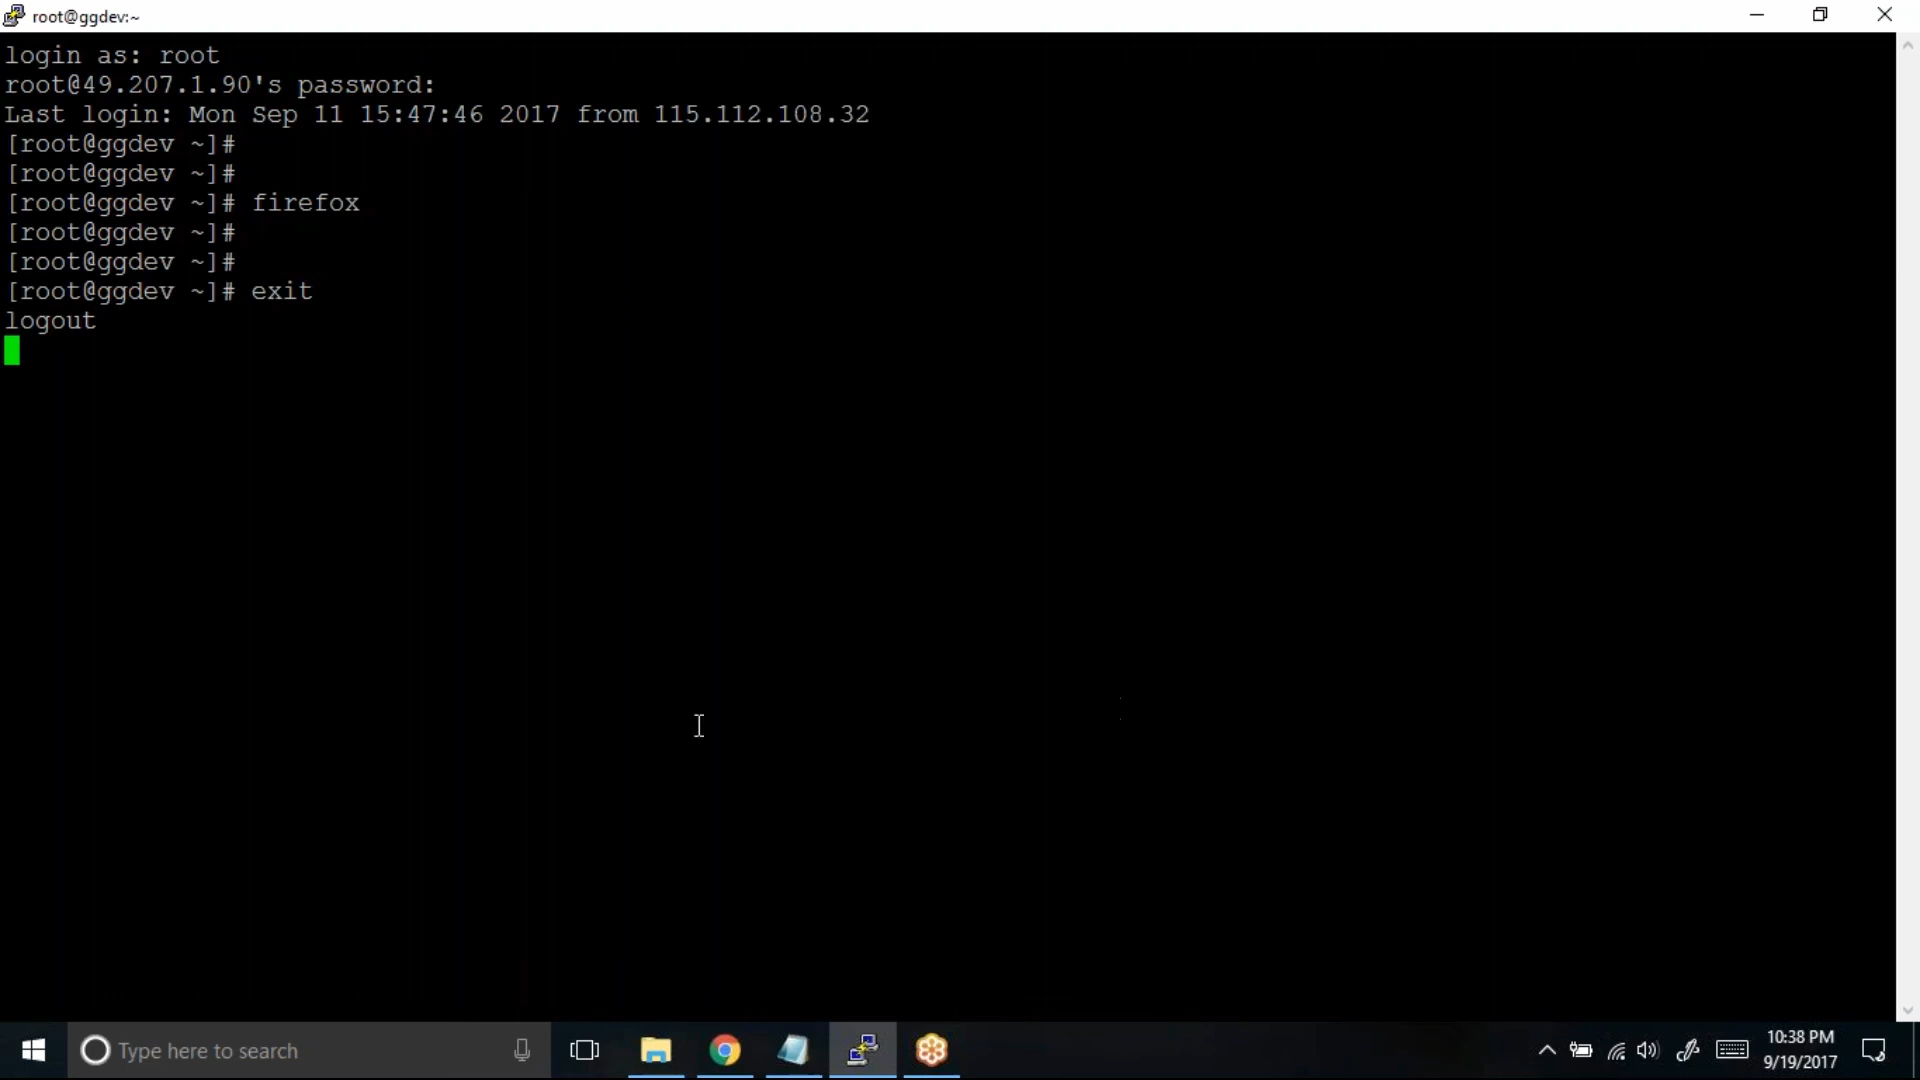 root@ggdev:~
login as: root
root@49.207.1.90's password:
Last login: Mon Sep 11 15:47:46 2017 from 115.112.108.32
[root@ggdev ~]#
[root@ggdev ~]#
[root@ggdev ~]# firefox
[root@ggdev ~]#
[root@ggdev ~]#
[root@ggdev ~]# exit
logout
Type here to search
10:38 PM
9/19/2017